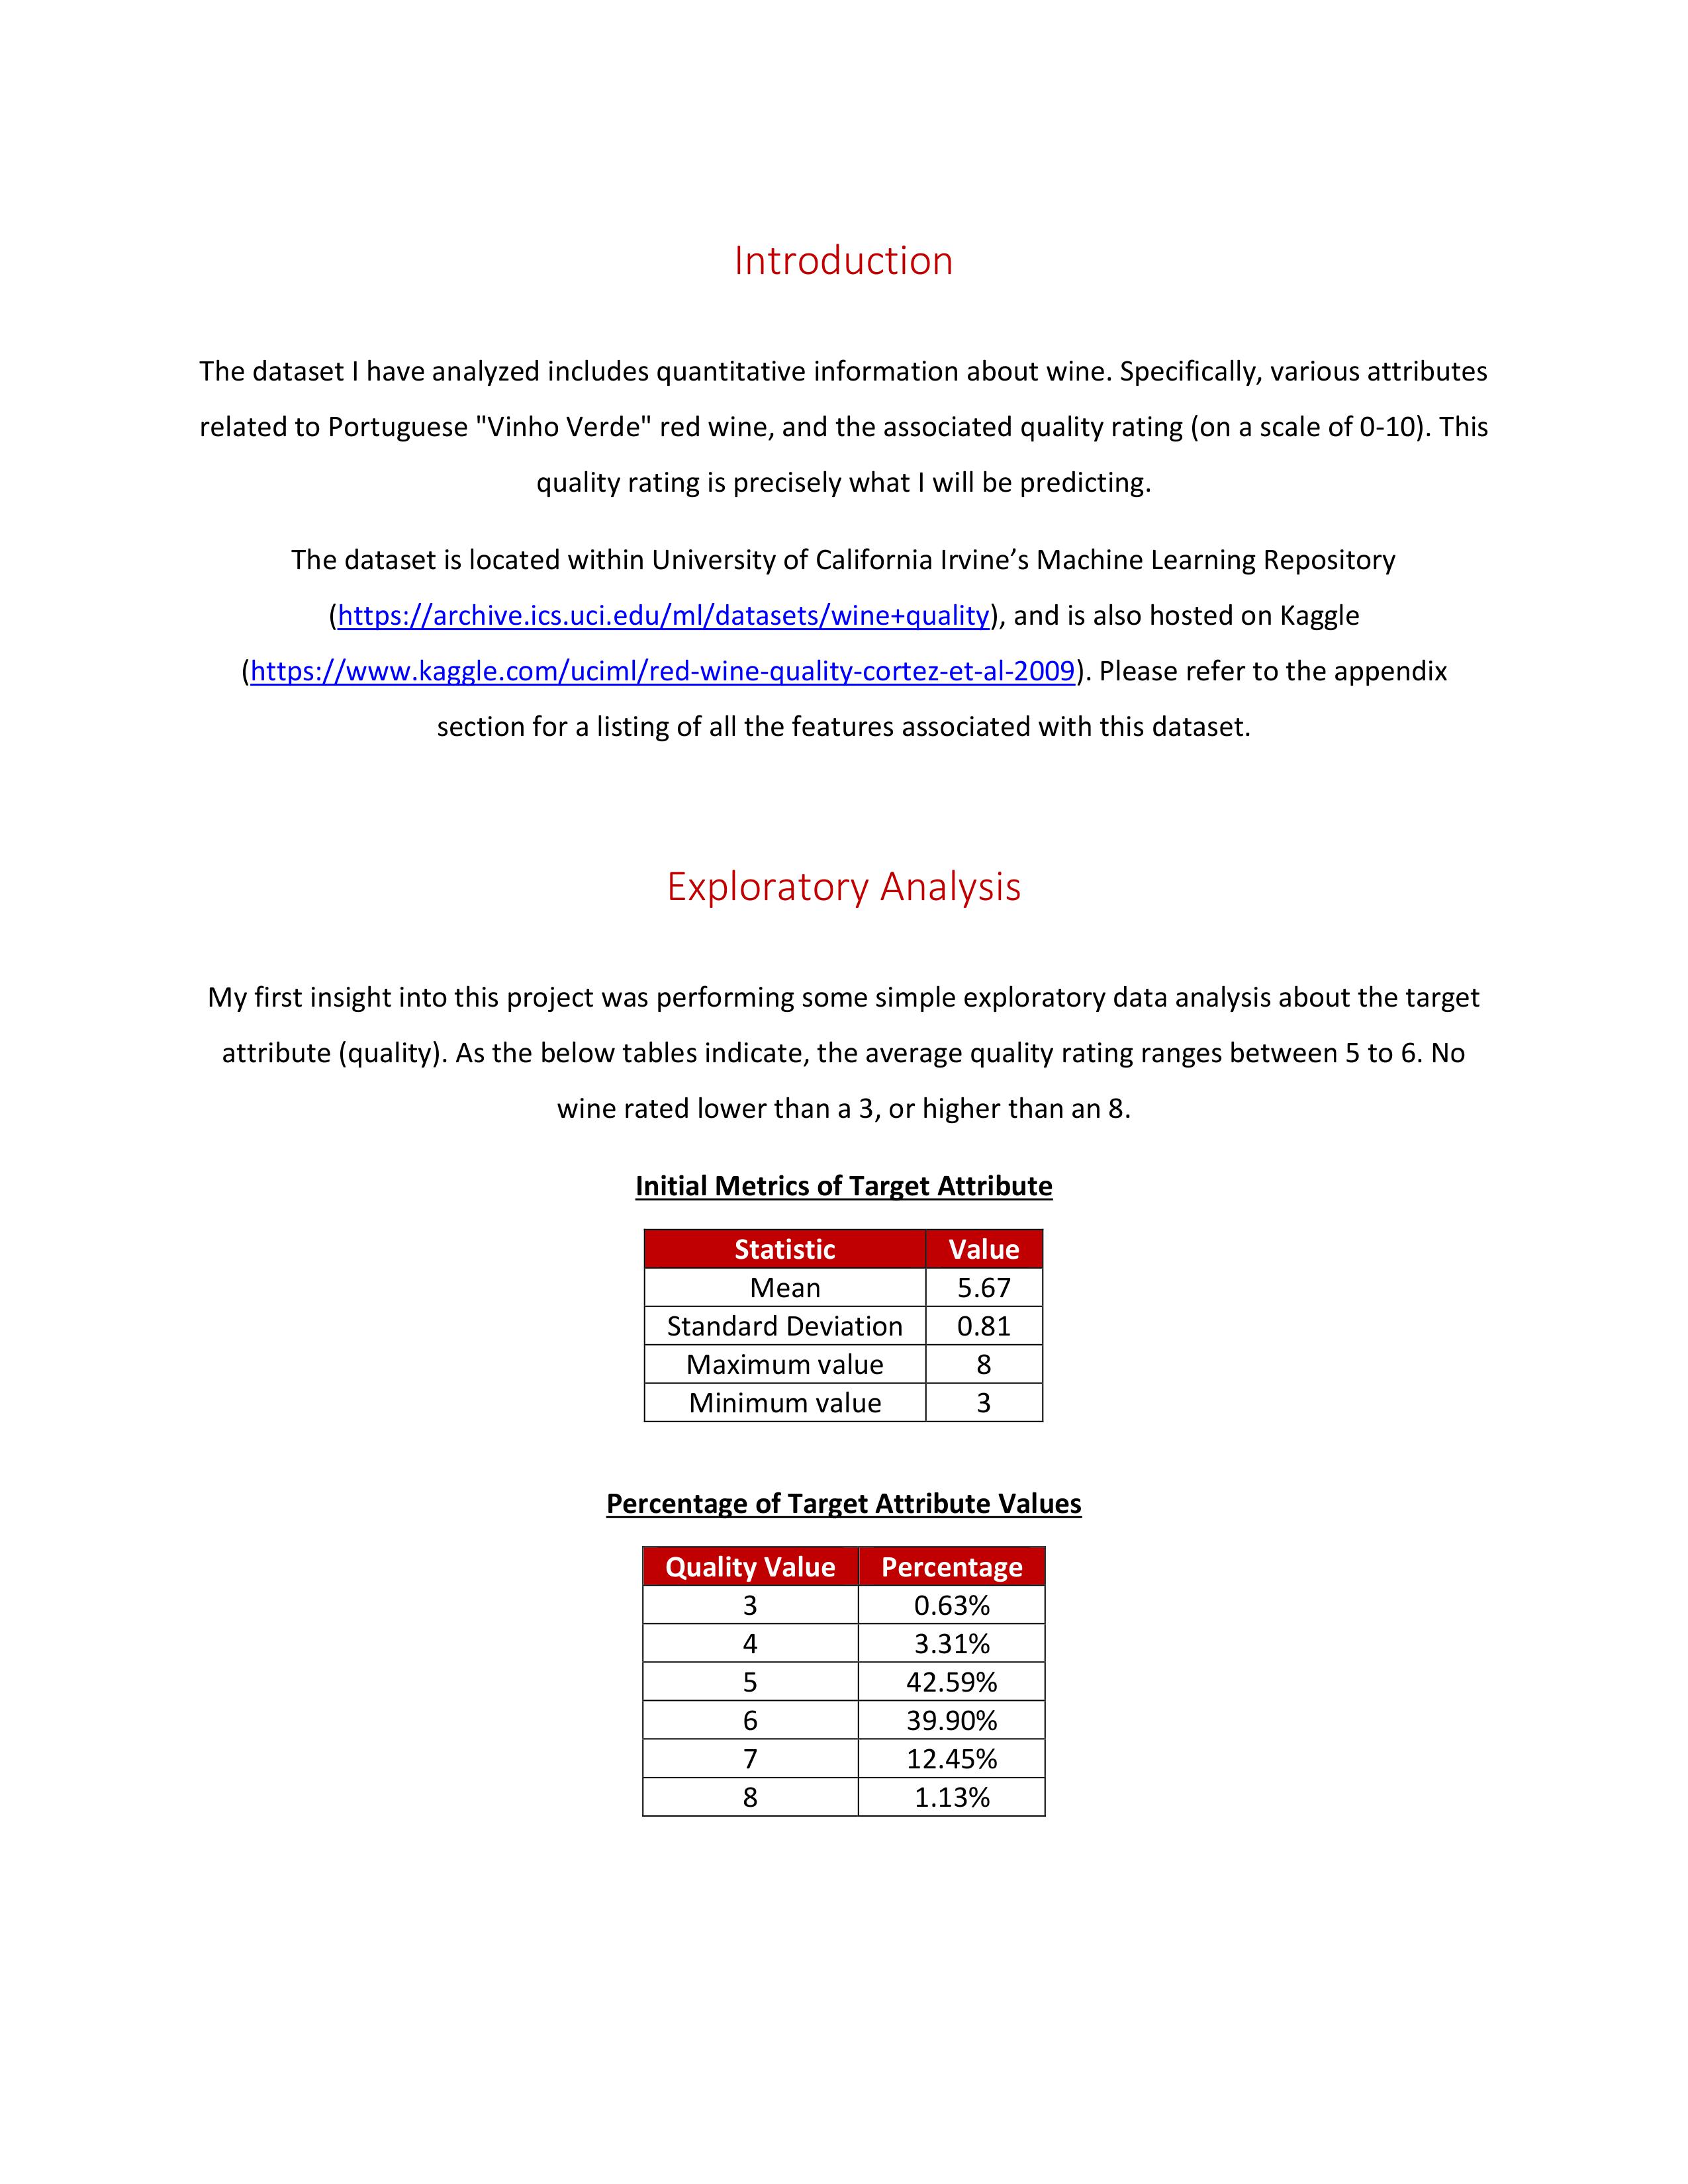 Introduction
The dataset I have analyzed includes quantitative information about wine. Specifically, various attributes
related to Portuguese "Vinho Verde" red wine, and the associated quality rating (on a scale of 0-10). This
quality rating is precisely what I will be predicting.
The dataset is located within University of California Irvine’s Machine Learning Repository
(https://archive.ics.uci.edu/ml/datasets/wine+quality), and is also hosted on Kaggle
(https://www.kaggle.com/uciml/red-wine-quality-cortez-et-al-2009). Please refer to the appendix
section for a listing of all the features associated with this dataset.
Exploratory Analysis
My first insight into this project was performing some simple exploratory data analysis about the target
attribute (quality). As the below tables indicate, the average quality rating ranges between 5 to 6. No
wine rated lower than a 3, or higher than an 8.
Initial Metrics of Target Attribute
Statistic Value
Mean 5.67
Standard Deviation 0.81
Maximum value 8
Minimum value 3
Percentage of Target Attribute Values
Quality Value Percentage
3 0.63%
4 3.31%
5 42.59%
6 39.90%
7 12.45%
8 1.13%